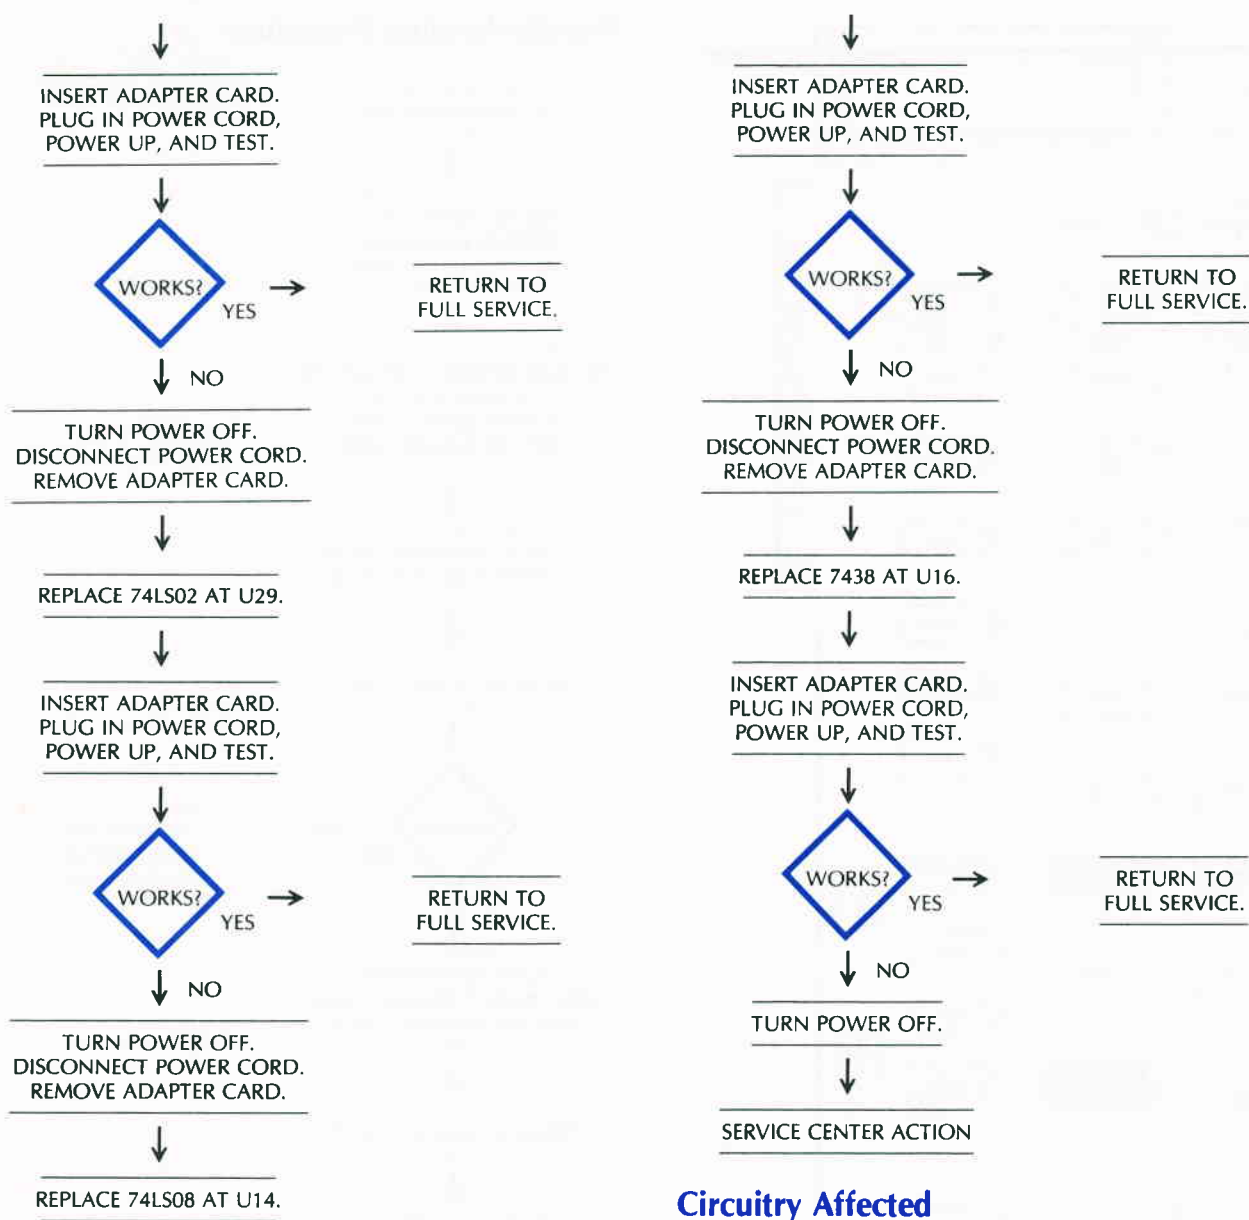 INSERT ADAPTER CARD.
PLUG IN POWER CORD,
POWER UP, AND TEST.
WORKS?
YES
RETURN TO
FULL SERVICE.
NO
TURN POWER OFF.
DISCONNECT POWER CORD.
REMOVE ADAPTER CARD.
REPLACE 74LS02 AT U29.
INSERT ADAPTER CARD.
PLUG IN POWER CORD,
POWER UP, AND TEST.
WORKS?
YES
RETURN TO
FULL SERVICE.
NO
TURN POWER OFF.
DISCONNECT POWER CORD.
REMOVE ADAPTER CARD.
REPLACE 74LS08 AT U14.
INSERT ADAPTER CARD.
PLUG IN POWER CORD,
POWER UP, AND TEST.
WORKS?
YES
RETURN TO
FULL SERVICE.
NO
TURN POWER OFF.
DISCONNECT POWER CORD.
REMOVE ADAPTER CARD.
REPLACE 7438 AT U16.
INSERT ADAPTER CARD.
PLUG IN POWER CORD,
POWER UP, AND TEST.
WORKS?
YES
RETURN TO
FULL SERVICE.
NO
TURN POWER OFF.
SERVICE CENTER ACTION
Circuitry Affected